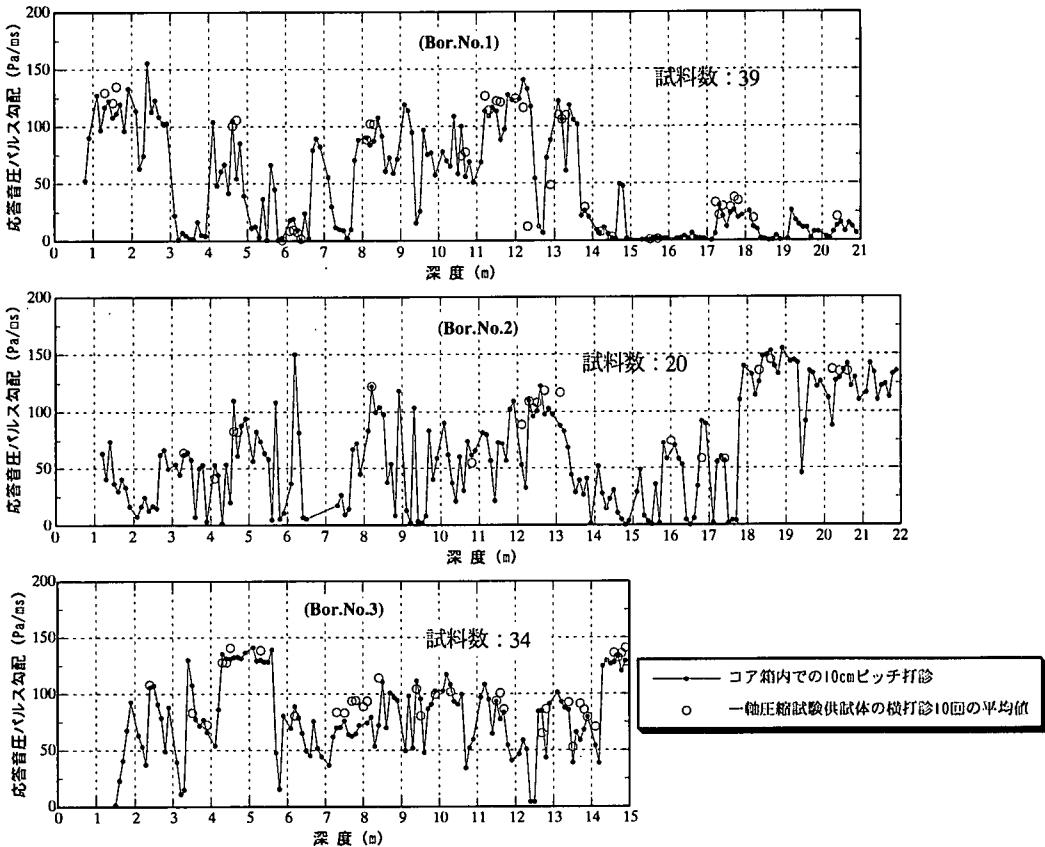 200
150
100
50
0
応答音圧パルス勾配 (Pa/ms)
(Bor.No.1)
試料数：39
0 1 2 3 4 5 6 7 8 9 10 11 12 13 14 15 16 17 18 19 20 21
深度 (m)
200
150
100
50
0
応答音圧パルス勾配 (Pa/ms)
(Bor.No.2)
試料数：20
0 1 2 3 4 5 6 7 8 9 10 11 12 13 14 15 16 17 18 19 20 21 22
深度 (m)
200
150
100
50
0
応答音圧パルス勾配 (Pa/ms)
(Bor.No.3)
試料数：34
0 1 2 3 4 5 6 7 8 9 10 11 12 13 14 15
深度 (m)
コア箱内での10cmピッチ打診
一軸圧縮試験供試体の横打診10回の平均値